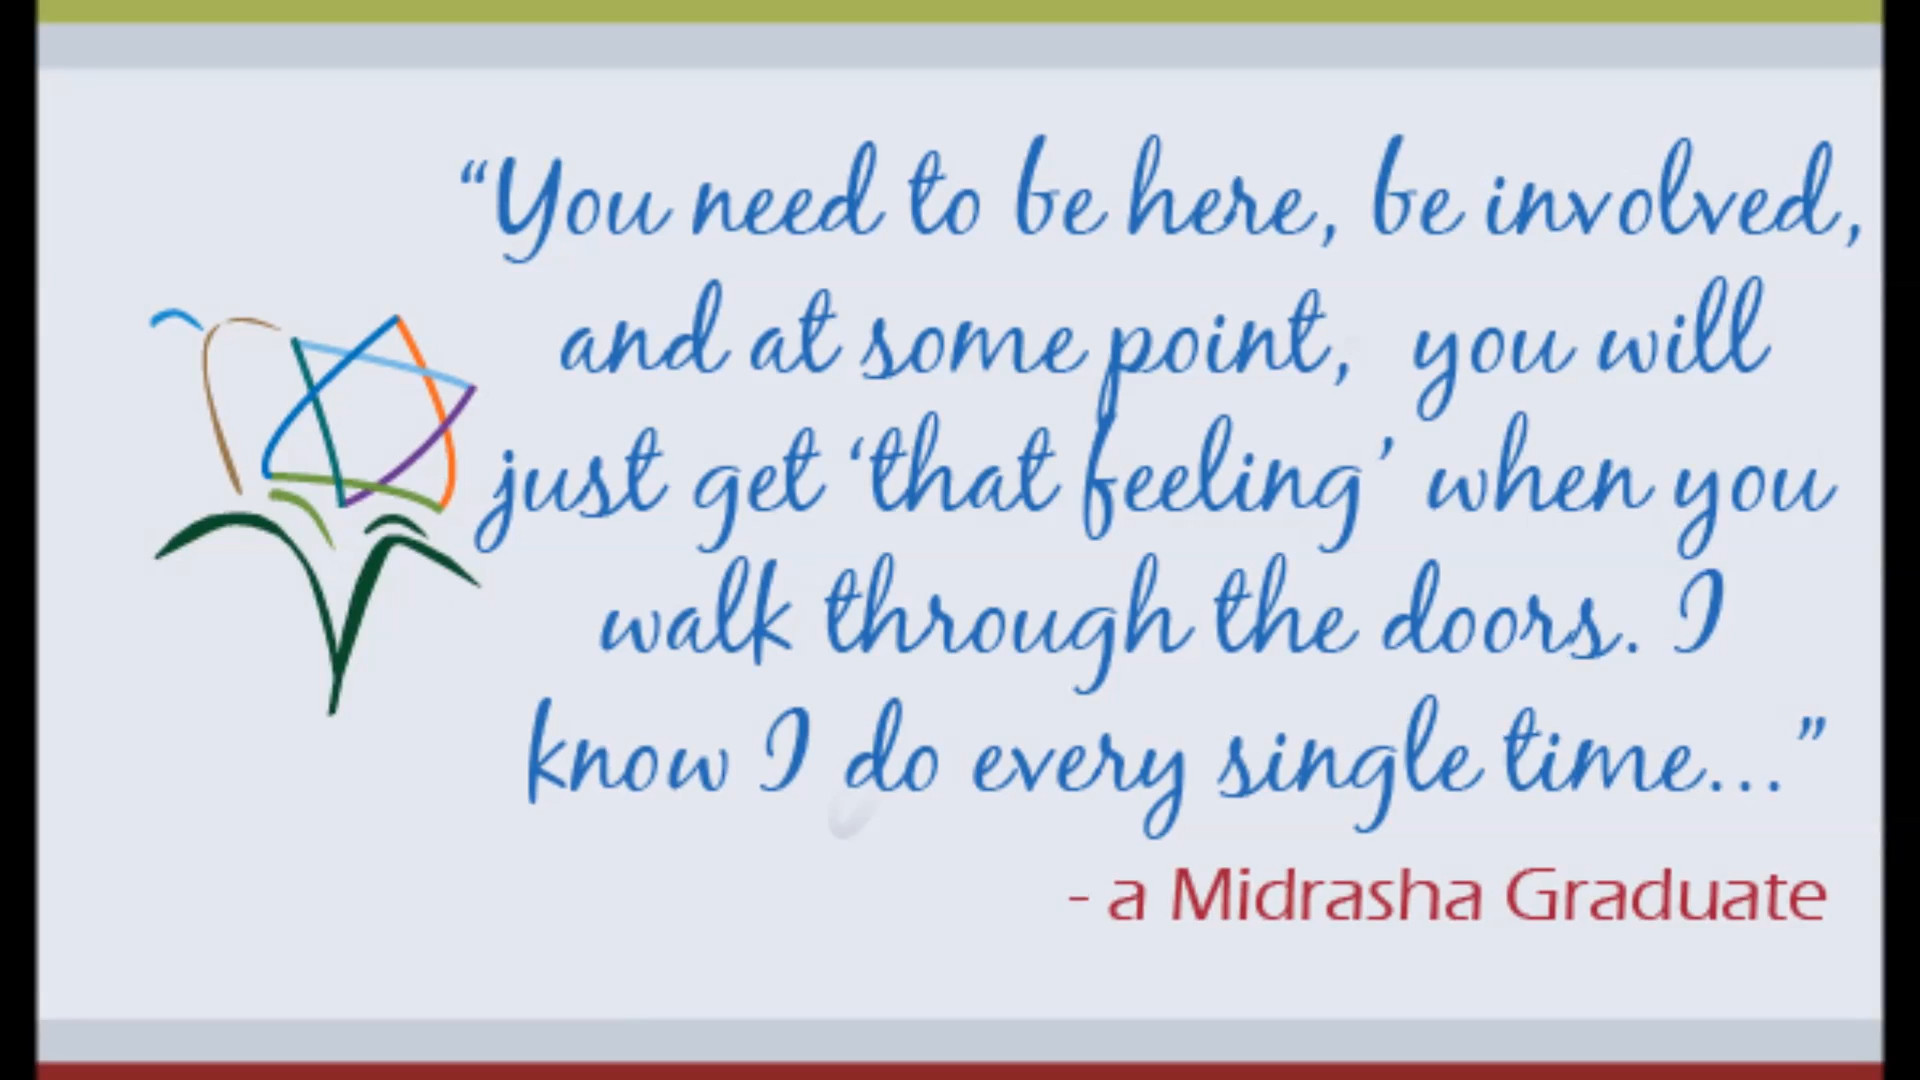 “You need to be here, be involved,
and at some point, you will
just get ‘that feeling’ when you
walk through the doors. I
know I do every single time...”
- a Midrasha Graduate